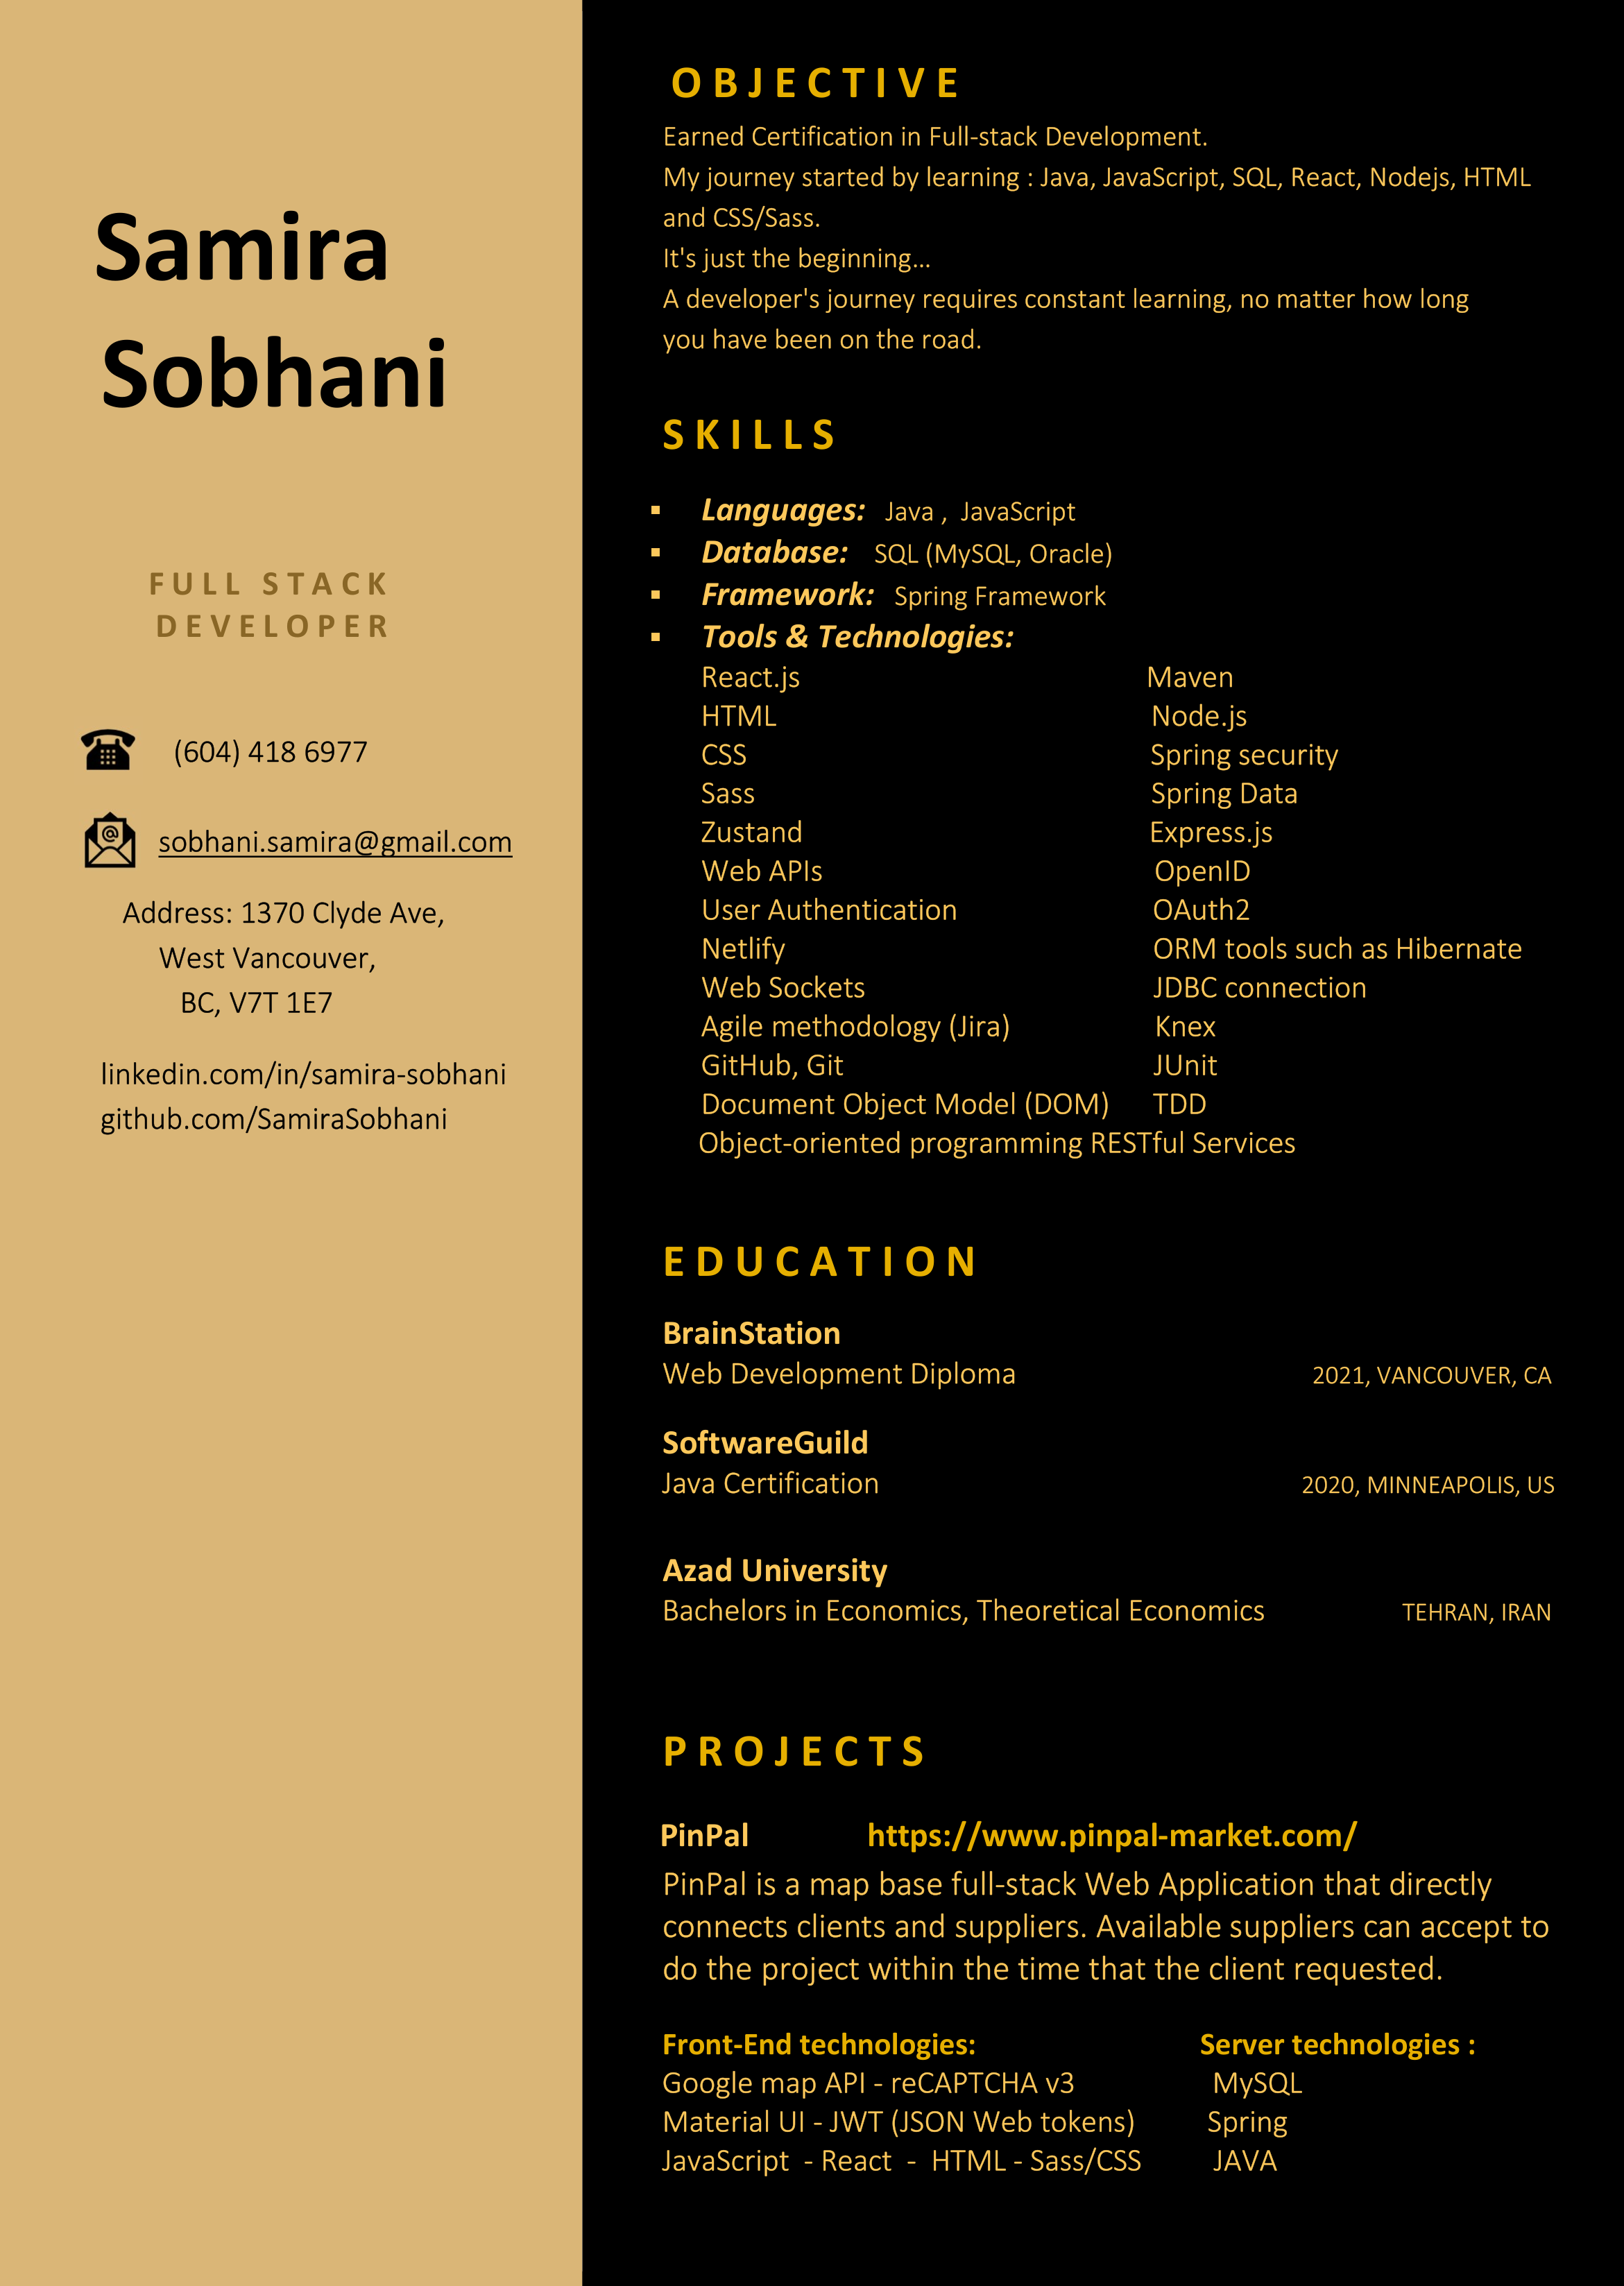 Samira
Sobhani
FULL STACK
DEVELOPER
(604) 418 6977
sobhani.samira@gmail.com
Address: 1370 Clyde Ave,
West Vancouver,
BC, V7T 1E7
linkedin.com/in/samira-sobhani
github.com/SamiraSobhani
OBJECTIVE
Earned Certification in Full-stack Development.
My journey started by learning : Java, JavaScript, SQL, React, Nodejs, HTML
and CSS/Sass.
It's just the beginning...
A developer's journey requires constant learning, no matter how long
you have been on the road.
SKILLS
▪ Languages: Java , JavaScript
▪ Database: SQL (MySQL, Oracle)
▪ Framework: Spring Framework
▪ Tools & Technologies:
React.js Maven
HTML Node.js
CSS Spring security
Sass Spring Data
Zustand Express.js
Web APIs OpenID
User Authentication OAuth2
Netlify ORM tools such as Hibernate
Web Sockets JDBC connection
Agile methodology (Jira) Knex
GitHub, Git JUnit
Document Object Model (DOM) TDD
Object-oriented programming RESTful Services
EDUCATION
BrainStation
Web Development Diploma 2021, VANCOUVER, CA
SoftwareGuild
Java Certification 2020, MINNEAPOLIS, US
Azad University
Bachelors in Economics, Theoretical Economics TEHRAN, IRAN
PROJECTS
PinPal https://www.pinpal-market.com/
PinPal is a map base full-stack Web Application that directly
connects clients and suppliers. Available suppliers can accept to
do the project within the time that the client requested.
Front-End technologies: Server technologies :
Google map API - reCAPTCHA v3 MySQL
Material UI - JWT (JSON Web tokens) Spring
JavaScript - React - HTML - Sass/CSS JAVA